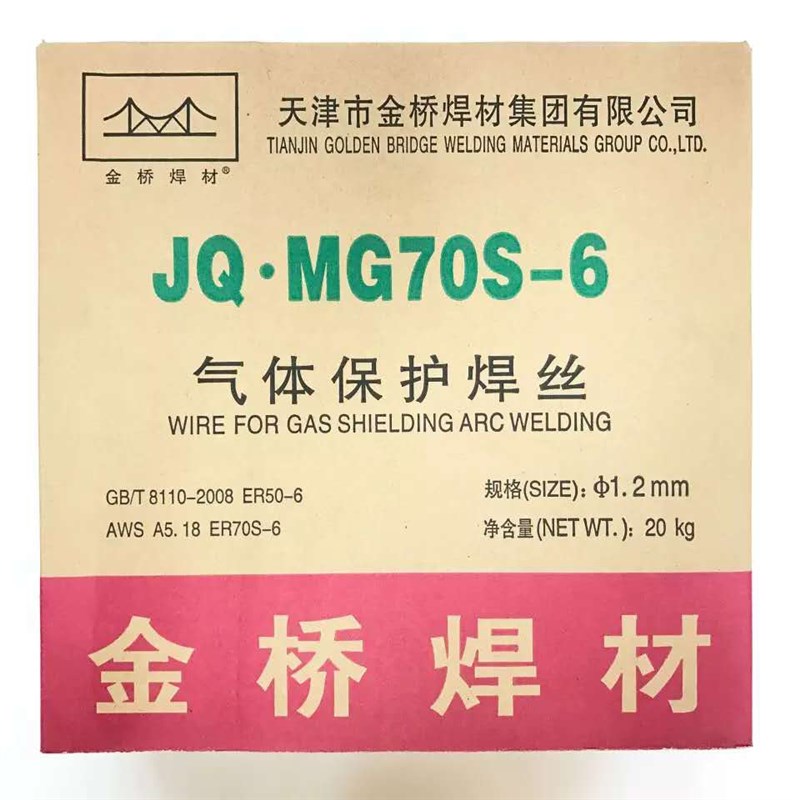 天津市金桥焊材集团有限公司
TIANJIN GOLDEN BRIDGE WELDING MATERIALS GROUP CO.,LTD.
金桥焊材®
JQ·MG70S-6
气体保护焊丝
WIRE FOR GAS SHIELDING ARC WELDING
GB/T 8110-2008 ER50-6
AWS A5.18 ER70S-6
规格(SIZE): Φ1.2mm
净含量(NET WT.): 20 kg
金桥焊材